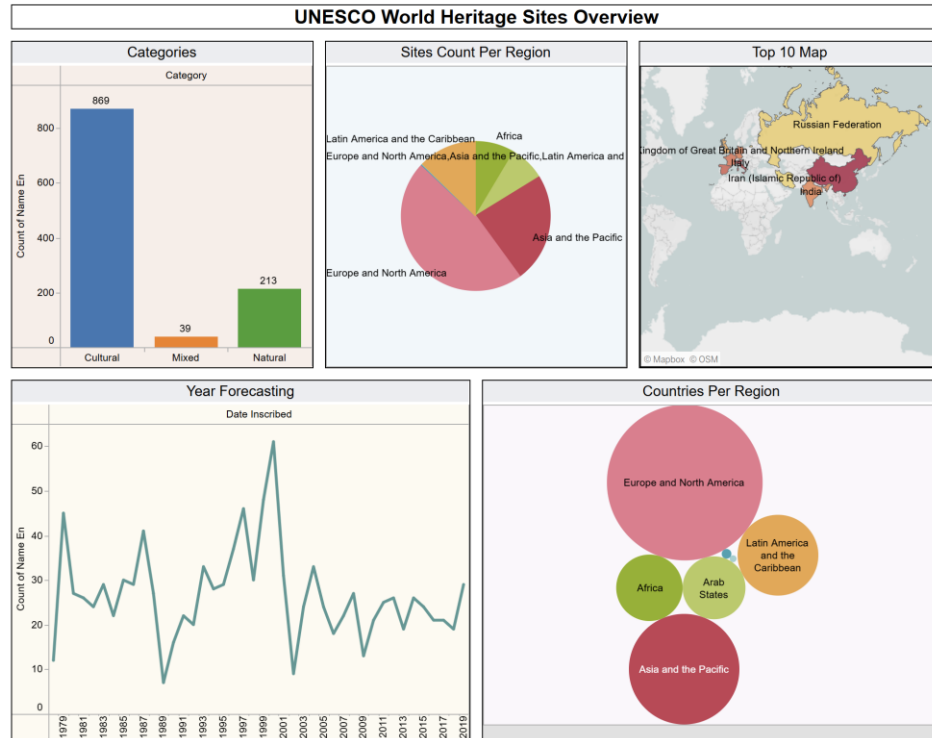 UNESCO World Heritage Sites Overview
Categories
Category
Count of Name En
800
600
400
200
0
869
39
213
Cultural Mixed Natural
Sites Count Per Region
Latin America and the Caribbean
Africa
Europe and North America,Asia and the Pacific,Latin America and
Asia and the Pacific
Europe and North America
Top 10 Map
Russian Federation
Kingdom of Great Britain and Northern Ireland
Italy
Iran (Islamic Republic of)
India
© Mapbox © OSM
Year Forecasting
Date Inscribed
Count of Name En
60
50
40
30
20
10
0
1979 1981 1983 1985 1987 1989 1991 1993 1995 1997 1999 2001 2003 2005 2007 2009 2011 2013 2015 2017 2019
Countries Per Region
Europe and North America
Latin America
and the
Caribbean
Africa
Arab
States
Asia and the Pacific